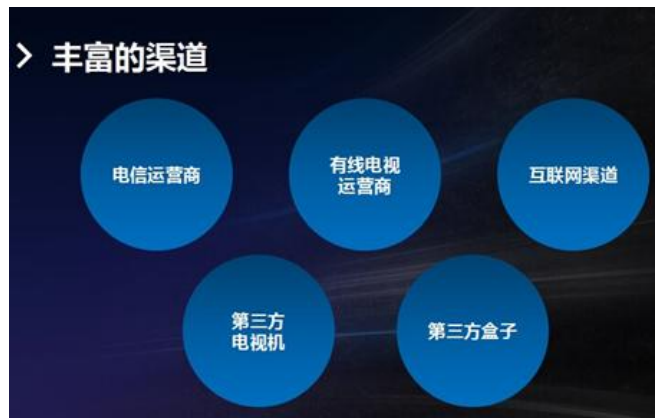 丰富的渠道
电信运营商
有线电视
运营商
互联网渠道
第三方
电视机
第三方盒子